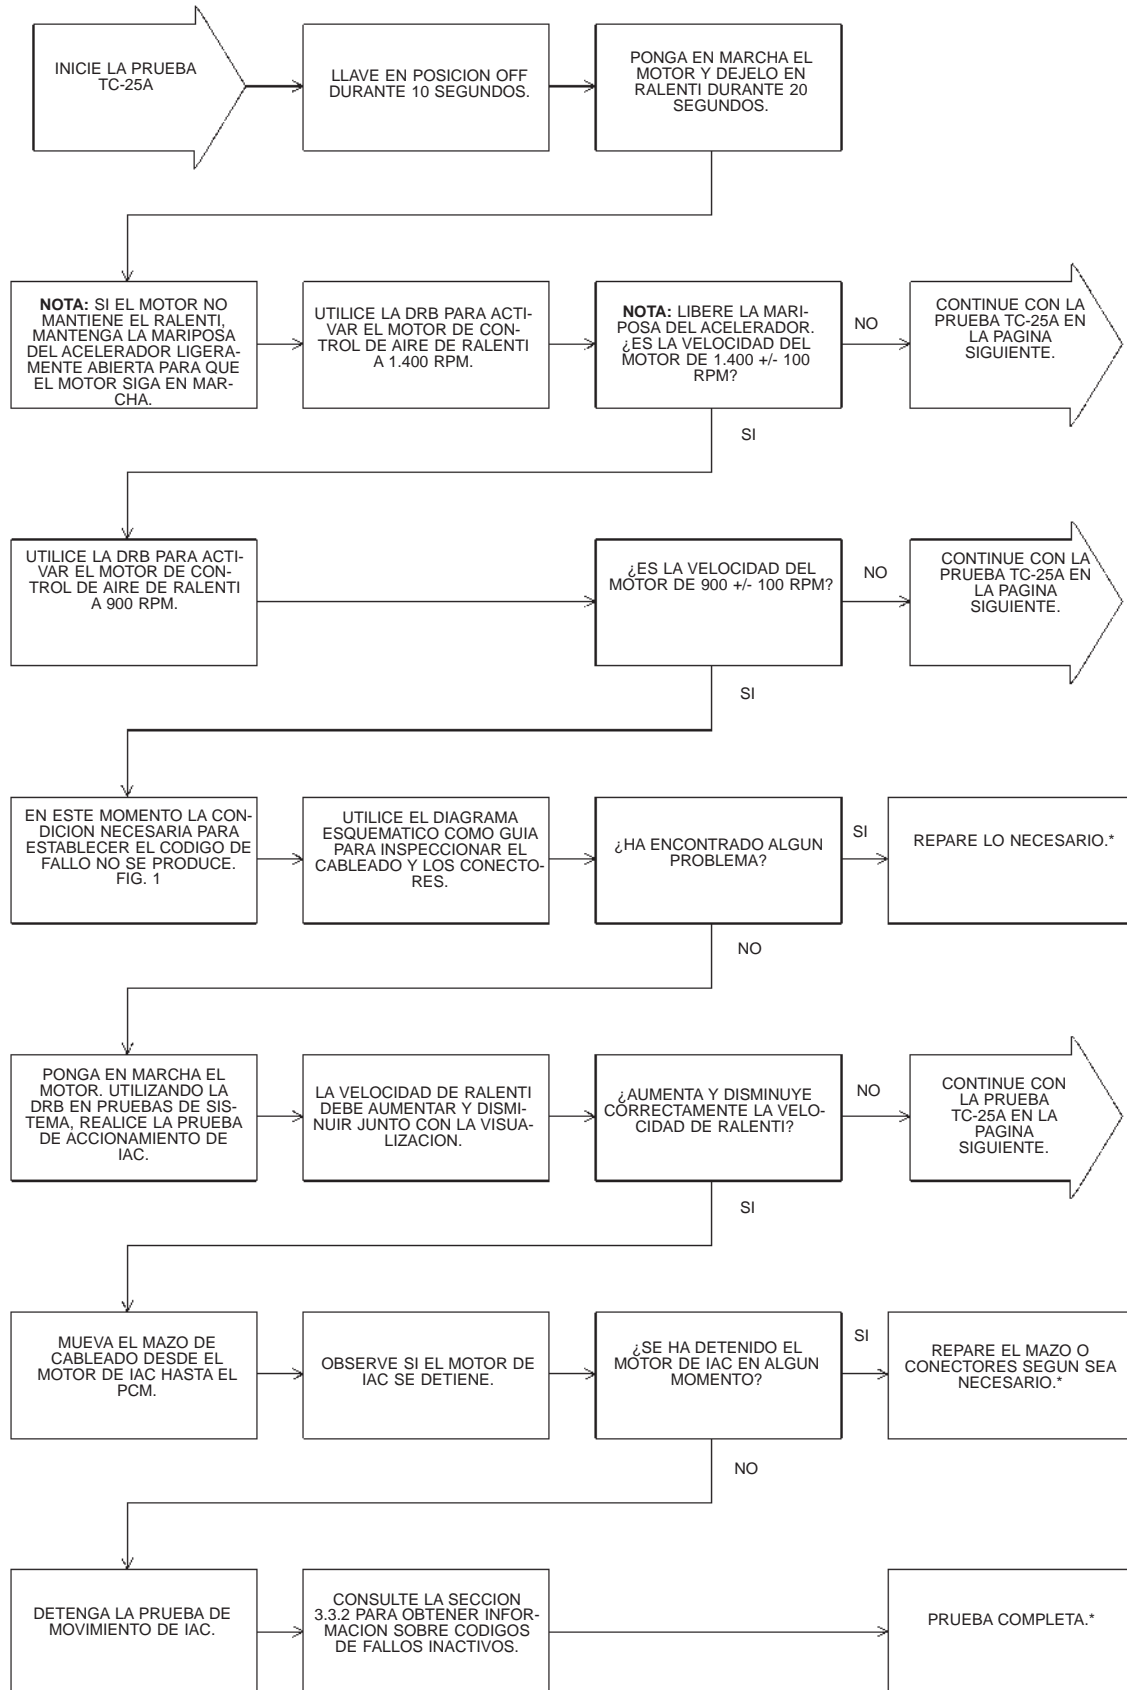 INICIE LA PRUEBA
TC-25A
LLAVE EN POSICION OFF
DURANTE 10 SEGUNDOS.
PONGA EN MARCHA EL
MOTOR Y DEJELO EN
RALENTI DURANTE 20
SEGUNDOS.
NOTA: SI EL MOTOR NO
MANTIENE EL RALENTI,
MANTENGA LA MARIPOSA
DEL ACELERADOR LIGERA-
MENTE ABIERTA PARA QUE
EL MOTOR SIGA EN MAR-
CHA.
UTILICE LA DRB PARA ACTI-
VAR EL MOTOR DE CON-
TROL DE AIRE DE RALENTI
A 1.400 RPM.
NOTA: LIBERE LA MARI-
POSA DEL ACELERADOR.
¿ES LA VELOCIDAD DEL
MOTOR DE 1.400 +/- 100
RPM?
NO
CONTINUE CON LA
PRUEBA TC-25A EN
LA PAGINA
SIGUIENTE.
SI
UTILICE LA DRB PARA ACTI-
VAR EL MOTOR DE CON-
TROL DE AIRE DE RALENTI
A 900 RPM.
¿ES LA VELOCIDAD DEL
MOTOR DE 900 +/- 100 RPM?
NO
CONTINUE CON LA
PRUEBA TC-25A EN
LA PAGINA
SIGUIENTE.
SI
EN ESTE MOMENTO LA CON-
DICION NECESARIA PARA
ESTABLECER EL CODIGO DE
FALLO NO SE PRODUCE.
FIG. 1
UTILICE EL DIAGRAMA
ESQUEMATICO COMO GUIA
PARA INSPECCIONAR EL
CABLEADO Y LOS CONECTO-
RES.
¿HA ENCONTRADO ALGUN
PROBLEMA?
SI
REPARE LO NECESARIO.*
NO
PONGA EN MARCHA EL
MOTOR. UTILIZANDO LA
DRB EN PRUEBAS DE SIS-
TEMA, REALICE LA PRUEBA
DE ACCIONAMIENTO DE
IAC.
LA VELOCIDAD DE RALENTI
DEBE AUMENTAR Y DISMI-
NUIR JUNTO CON LA VISUA-
LIZACION.
¿AUMENTA Y DISMINUYE
CORRECTAMENTE LA VELO-
CIDAD DE RALENTI?
NO
CONTINUE CON
LA PRUEBA
TC-25A EN LA
PAGINA
SIGUIENTE.
SI
MUEVA EL MAZO DE
CABLEADO DESDE EL
MOTOR DE IAC HASTA EL
PCM.
OBSERVE SI EL MOTOR DE
IAC SE DETIENE.
¿SE HA DETENIDO EL
MOTOR DE IAC EN ALGUN
MOMENTO?
SI
REPARE EL MAZO O
CONECTORES SEGUN SEA
NECESARIO.*
NO
DETENGA LA PRUEBA DE
MOVIMIENTO DE IAC.
CONSULTE LA SECCION
3.3.2 PARA OBTENER INFOR-
MACION SOBRE CODIGOS
DE FALLOS INACTIVOS.
PRUEBA COMPLETA.*